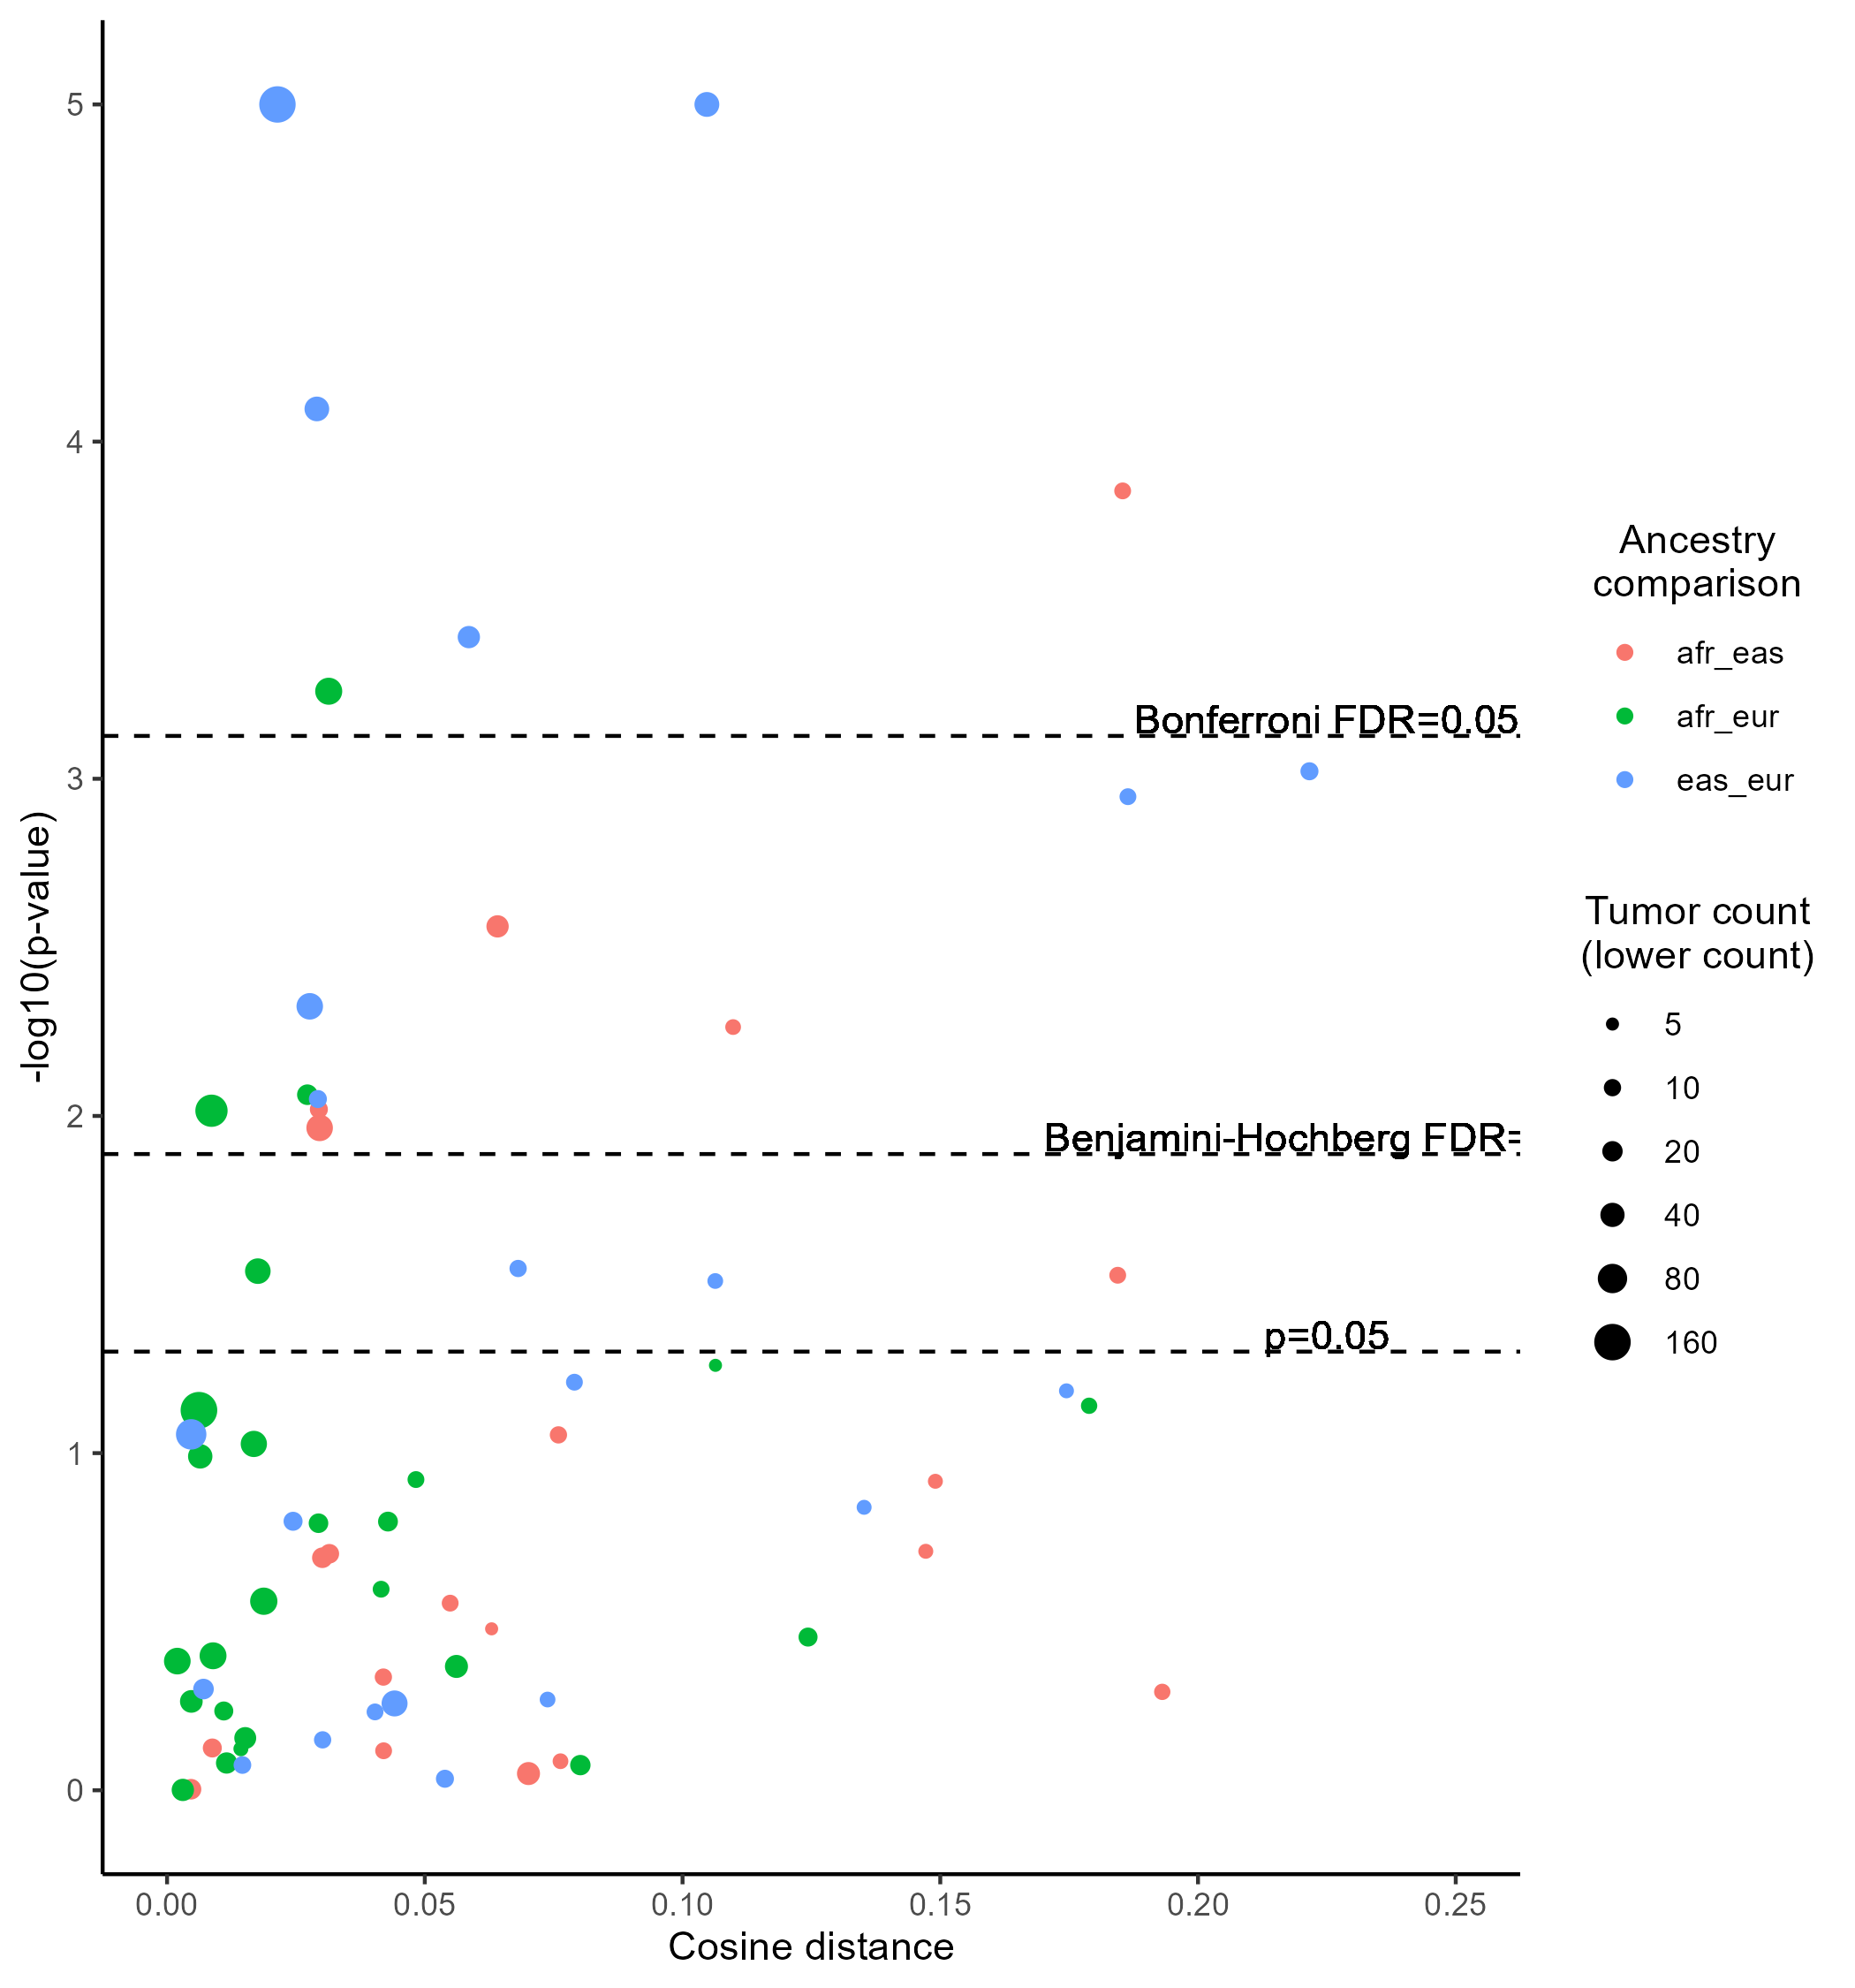 5
4
3
2
1
0
-log10(p-value)
Bonferroni FDR=0.05
Benjamini-Hochberg FDR=
p=0.05
0.00 0.05 0.10 0.15 0.20 0.25
Cosine distance
Ancestry
comparison
afr_eas
afr_eur
eas_eur
Tumor count
(lower count)
5
10
20
40
80
160